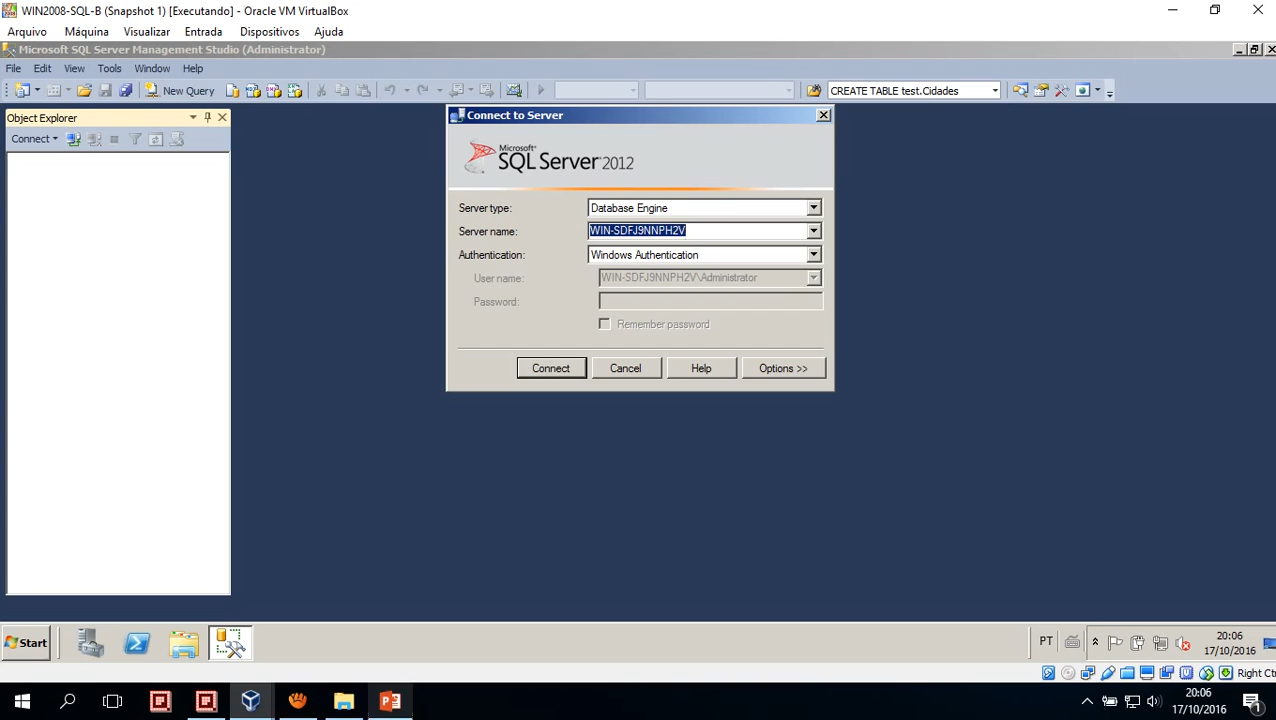 WIN2008-SQL-B (Snapshot 1) [Executando] - Oracle VM VirtualBox
Arquivo Máquina Visualizar Entrada Dispositivos Ajuda
Microsoft SQL Server Management Studio (Administrator)
File Edit View Tools Window Help
New Query
CREATE TABLE test.Cidades
Object Explorer
Connect
Connect to Server
Microsoft
SQL Server 2012
Server type: Database Engine
Server name: WIN-SDFJ9NNPH2V
Authentication: Windows Authentication
User name: WIN-SDFJ9NNPH2V\Administrator
Password:
Remember password
Connect Cancel Help Options >>
Start
PT
20:06
17/10/2016
Right Ctrl
20:06
17/10/2016
1